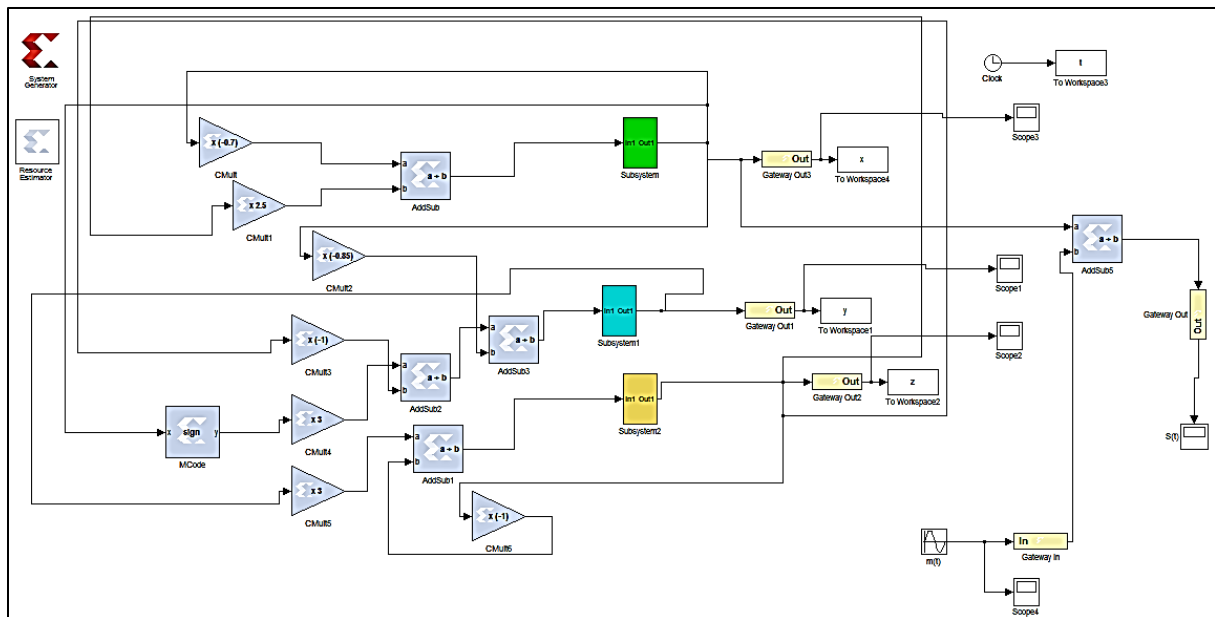 System
Generator
Resource
Estimator
x (-0.7)
CMult
x 2.5
CMult1
a
b
a + b
AddSub
In1 Out1
Subsystem
Out
Gateway Out3
x
To Workspace4
Clock
t
To Workspace3
Scope3
x (-0.85)
CMult2
a
b
a + b
AddSub3
In1 Out1
Subsystem1
Out
Gateway Out1
y
To Workspace1
Scope1
a
b
a + b
AddSub5
Gateway Out
Out
S(t)
x (-1)
CMult3
a
b
a + b
AddSub2
In1 Out1
Subsystem2
Out
Gateway Out2
z
To Workspace2
Scope2
x
sign
y
MCode
x 3
CMult4
x 3
CMult5
a
b
a + b
AddSub1
x (-1)
CMult6
m(t)
In
Gateway In
Scope4